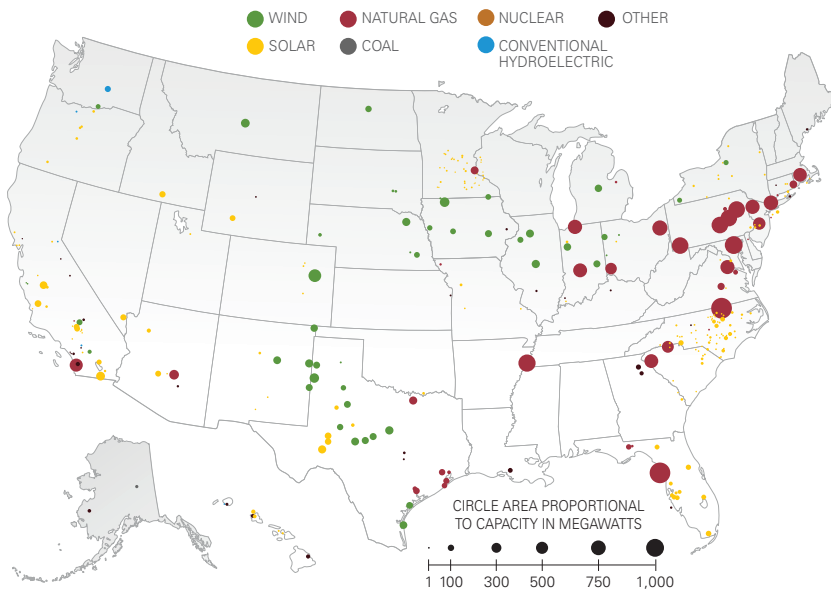 WIND NATURAL GAS NUCLEAR OTHER
SOLAR COAL CONVENTIONAL
HYDROELECTRIC
CIRCLE AREA PROPORTIONAL
TO CAPACITY IN MEGAWATTS
1 100 300 500 750 1,000